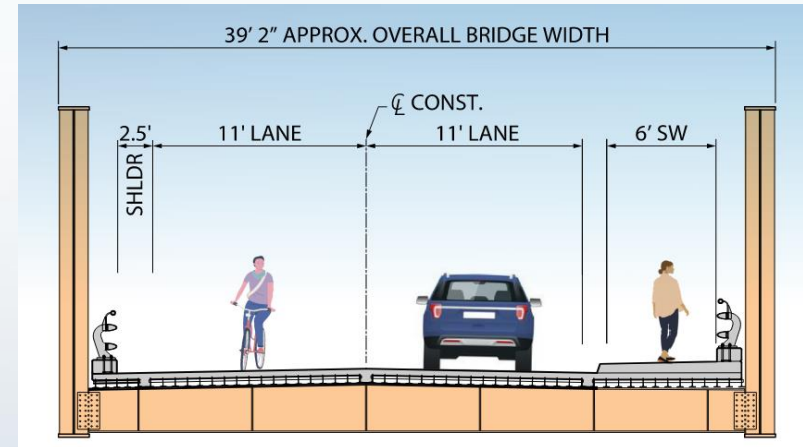 39’ 2” APPROX. OVERALL BRIDGE WIDTH
℄ CONST.
2.5'
11' LANE
11' LANE
6’ SW
SHLDR